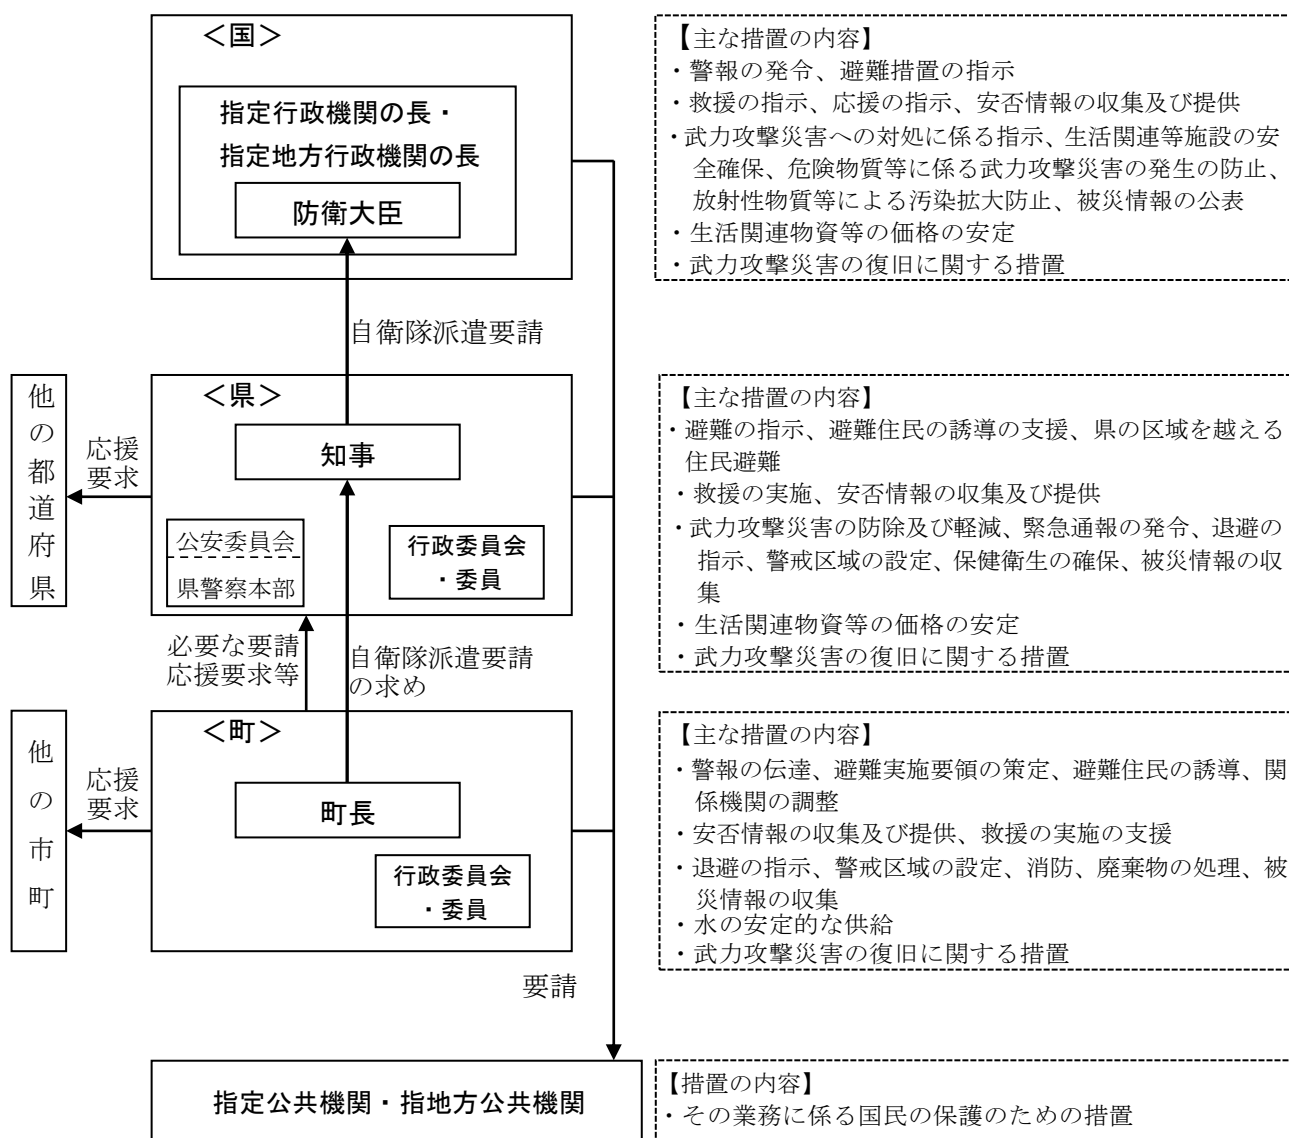 ＜国＞
指定行政機関の長・
指定地方行政機関の長
防衛大臣
【主な措置の内容】
・警報の発令、避難措置の指示
・救援の指示、応援の指示、安否情報の収集及び提供
・武力攻撃災害への対処に係る指示、生活関連等施設の安
全確保、危険物質等に係る武力攻撃災害の発生の防止、
放射性物質等による汚染拡大防止、被災情報の公表
・生活関連物資等の価格の安定
・武力攻撃災害の復旧に関する措置
自衛隊派遣要請
他の都道府県
応援
要求
＜県＞
知事
公安委員会
県警察本部
行政委員会
・委員
【主な措置の内容】
・避難の指示、避難住民の誘導の支援、県の区域を越える
住民避難
・救援の実施、安否情報の収集及び提供
・武力攻撃災害の防除及び軽減、緊急通報の発令、退避の
指示、警戒区域の設定、保健衛生の確保、被災情報の収
集
・生活関連物資等の価格の安定
・武力攻撃災害の復旧に関する措置
必要な要請
応援要求等
自衛隊派遣要請
の求め
他の市町
応援
要求
＜町＞
町長
行政委員会
・委員
【主な措置の内容】
・警報の伝達、避難実施要領の策定、避難住民の誘導、関
係機関の調整
・安否情報の収集及び提供、救援の実施の支援
・退避の指示、警戒区域の設定、消防、廃棄物の処理、被
災情報の収集
・水の安定的な供給
・武力攻撃災害の復旧に関する措置
要請
指定公共機関・指地方公共機関
【措置の内容】
・その業務に係る国民の保護のための措置